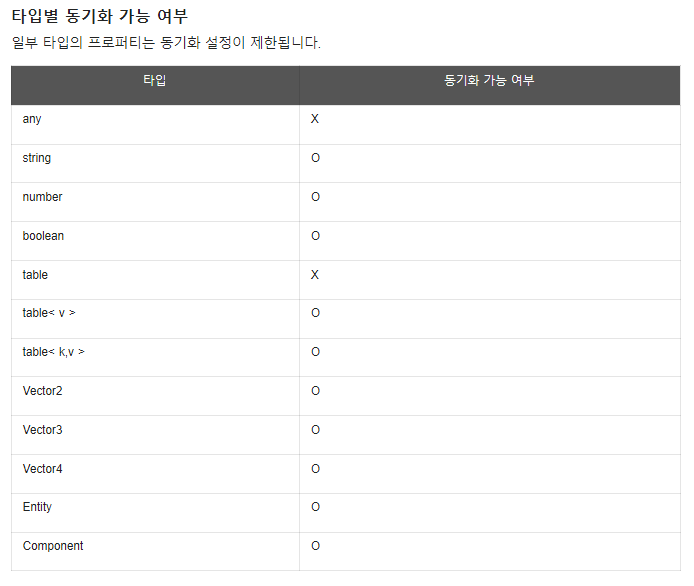 타입별 동기화 가능 여부
일부 타입의 프로퍼티는 동기화 설정이 제한됩니다.
타입 동기화 가능 여부
any X
string O
number O
boolean O
table X
table< v > O
table< k,v > O
Vector2 O
Vector3 O
Vector4 O
Entity O
Component O